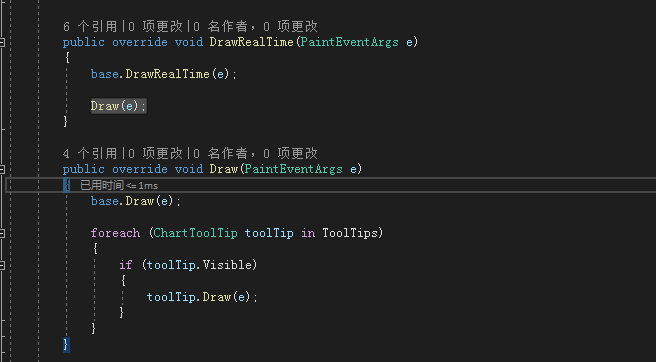 6 个引用|0 项更改|0 名作者，0 项更改
public override void DrawRealTime(PaintEventArgs e)
{
base.DrawRealTime(e);
Draw(e);
}
4 个引用|0 项更改|0 名作者，0 项更改
public override void Draw(PaintEventArgs e)
{ 已用时间 <= 1ms
base.Draw(e);
foreach (ChartToolTip toolTip in ToolTips)
{
if (toolTip.Visible)
{
toolTip.Draw(e);
}
}
}